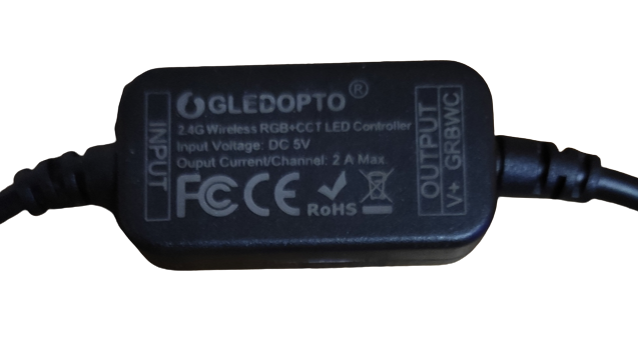 INPUT
GLEDOPTO®
2.4G Wireless RGB+CCT LED Controller
Input Voltage: DC 5V
Ouput Current/Channel: 2 A Max
FC CE RoHS
OUTPUT
V+ GRBWC